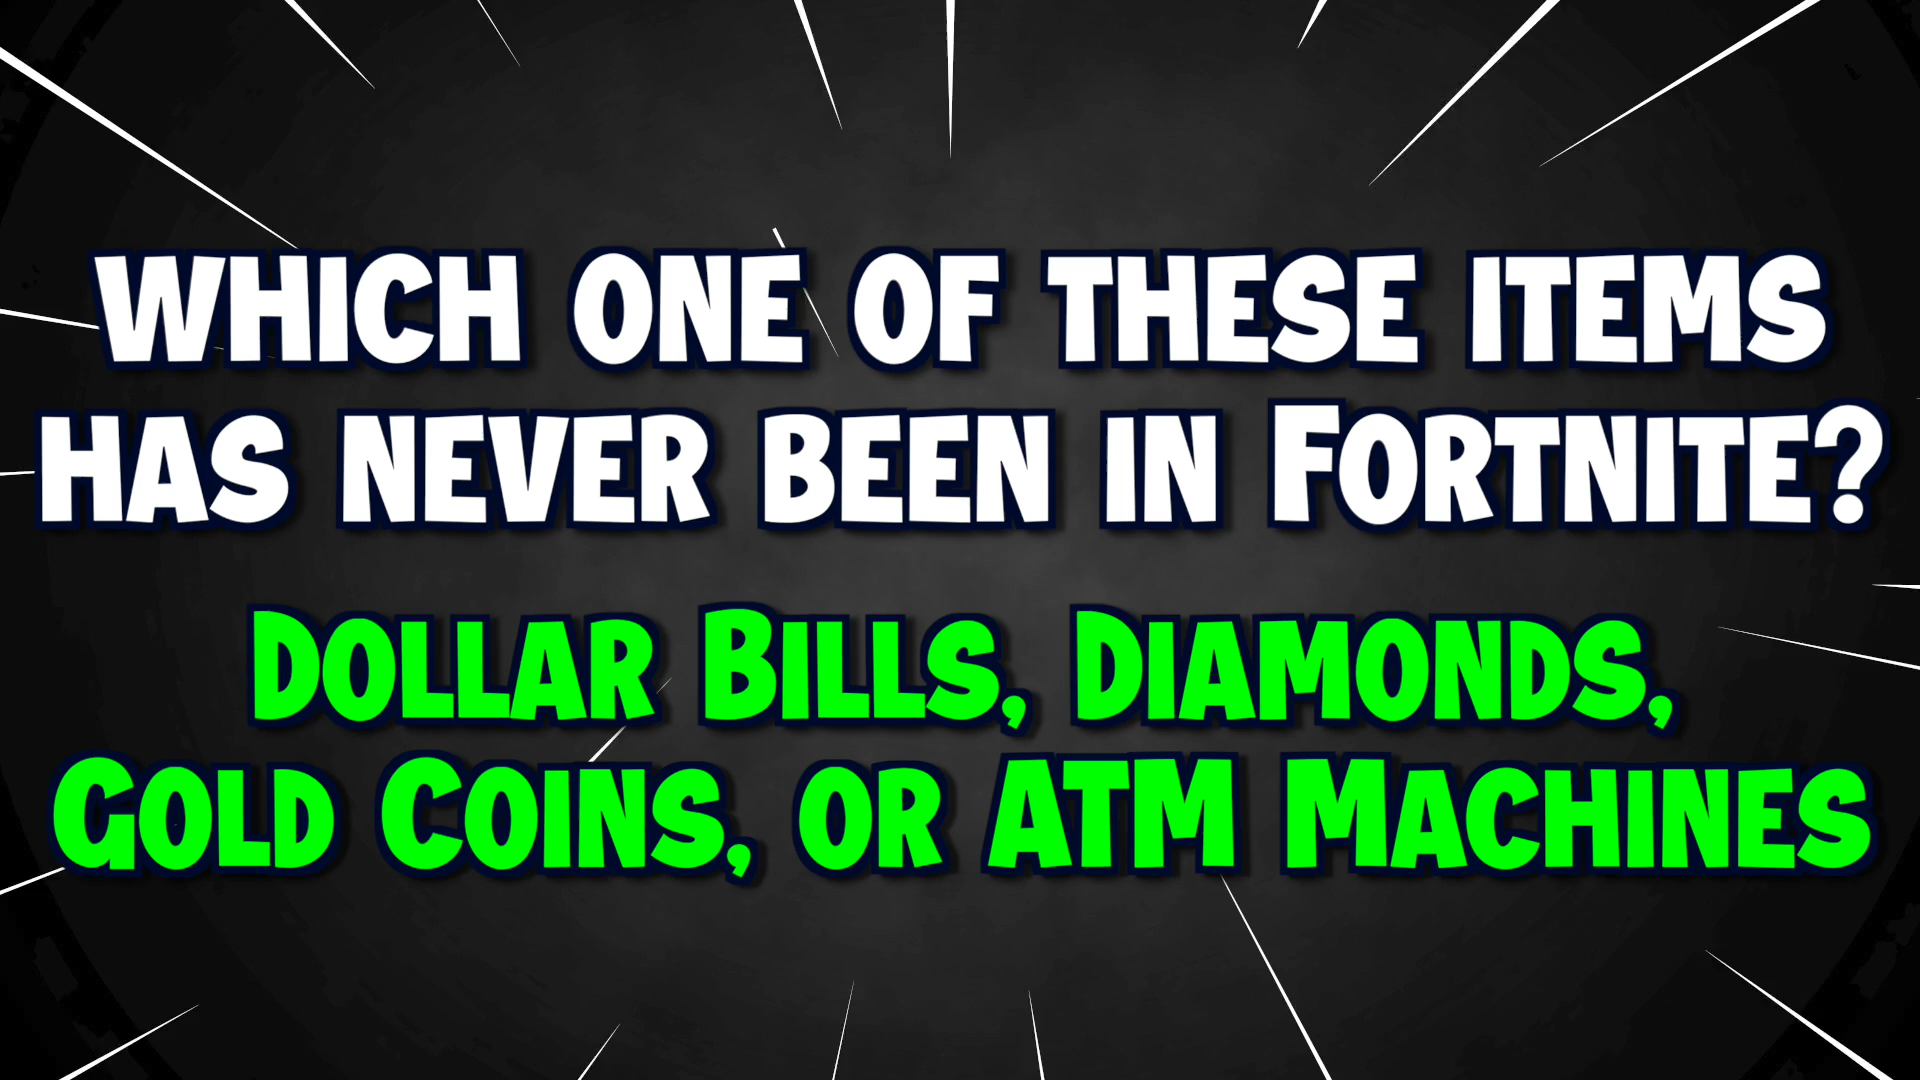 Which one of these items
has never been in Fortnite?
Dollar Bills, Diamonds,
Gold Coins, or ATM Machines